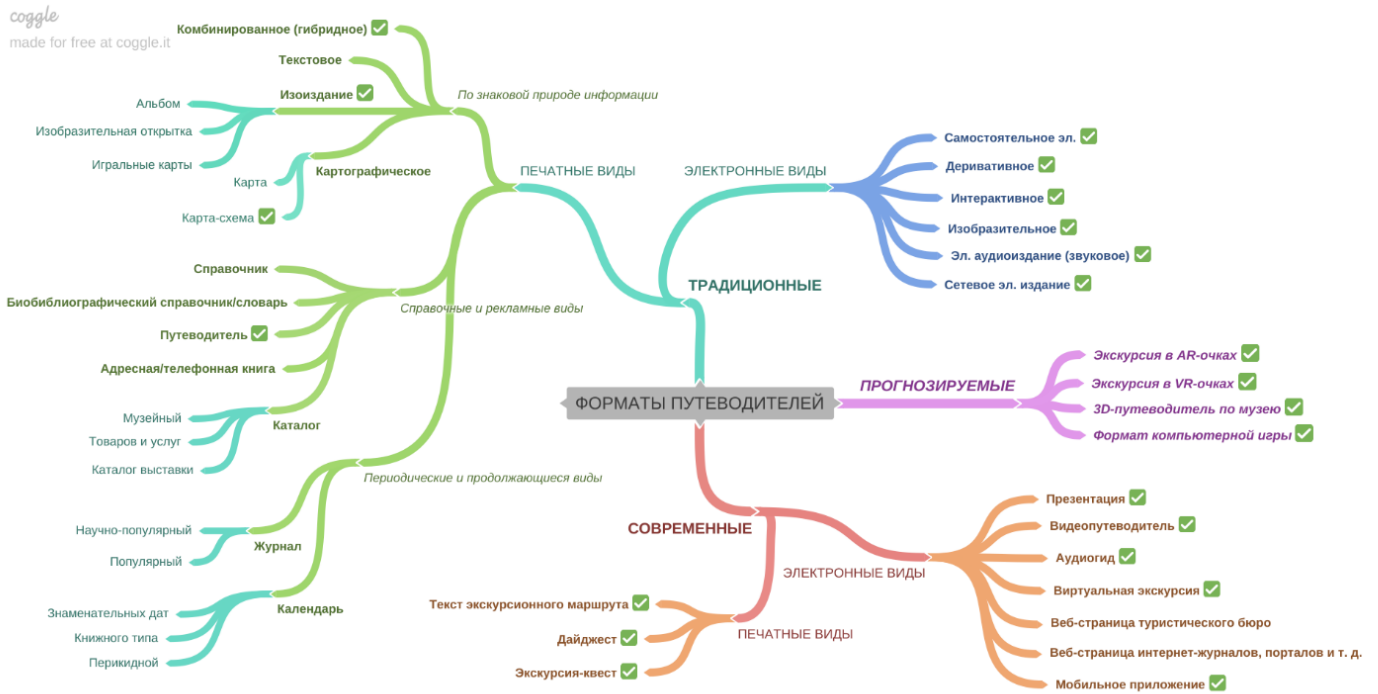 coggle
made for free at coggle.it
Комбинированное (гибридное) ✅
Текстовое
Изоиздание ✅
По знаковой природе информации
Альбом
Изобразительная открытка
Игральные карты
Картографическое
Карта
Карта-схема ✅
ПЕЧАТНЫЕ ВИДЫ
Справочник
Биобиблиографический справочник/словарь
Справочные и рекламные виды
Путеводитель ✅
Адресная/телефонная книга
Музейный
Товаров и услуг
Каталог выставки
Каталог
Периодические и продолжающиеся виды
Научно-популярный
Популярный
Журнал
Знаменательных дат
Книжного типа
Перикидной
Календарь
ЭЛЕКТРОННЫЕ ВИДЫ
Самостоятельное эл. ✅
Деривативное ✅
Интерактивное ✅
Изобразительное ✅
Эл. аудиоиздание (звуковое) ✅
Сетевое эл. издание ✅
ТРАДИЦИОННЫЕ
ФОРМАТЫ ПУТЕВОДИТЕЛЕЙ
ПРОГНОЗИРУЕМЫЕ
Экскурсия в AR-очках ✅
Экскурсия в VR-очках ✅
3D-путеводитель по музею ✅
Формат компьютерной игры ✅
СОВРЕМЕННЫЕ
ЭЛЕКТРОННЫЕ ВИДЫ
Презентация ✅
Видеопутеводитель ✅
Аудиогид ✅
Виртуальная экскурсия ✅
Веб-страница туристического бюро
Веб-страница интернет-журналов, порталов и т. д.
Мобильное приложение ✅
ПЕЧАТНЫЕ ВИДЫ
Текст экскурсионного маршрута ✅
Дайджест ✅
Экскурсия-квест ✅